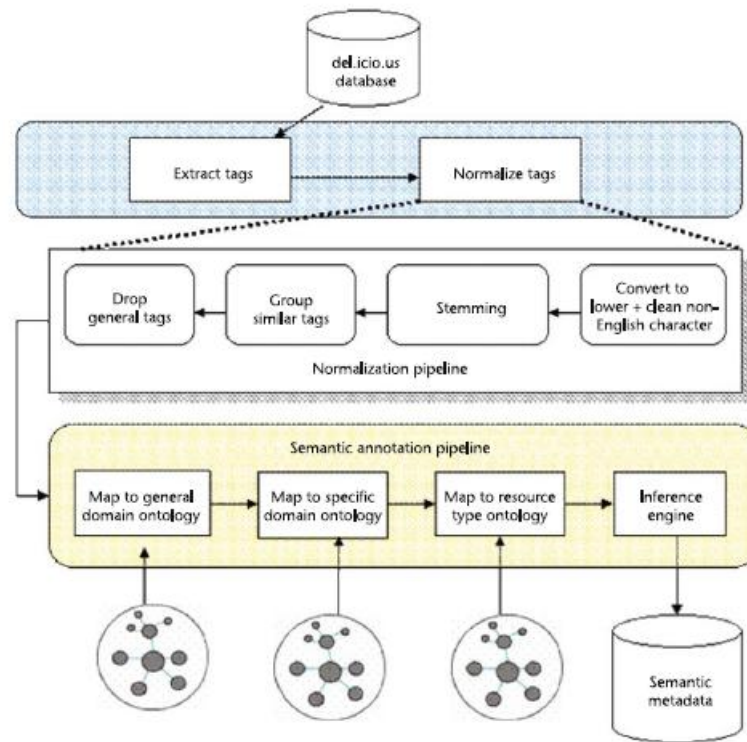 del.icio.us
database
Extract tags
Normalize tags
Drop
general tags
Group
similar tags
Stemming
Convert to
lower + clean non-
English character
Normalization pipeline
Semantic annotation pipeline
Map to general
domain ontology
Map to specific
domain ontology
Map to resource
type ontology
Inference
engine
Semantic
metadata